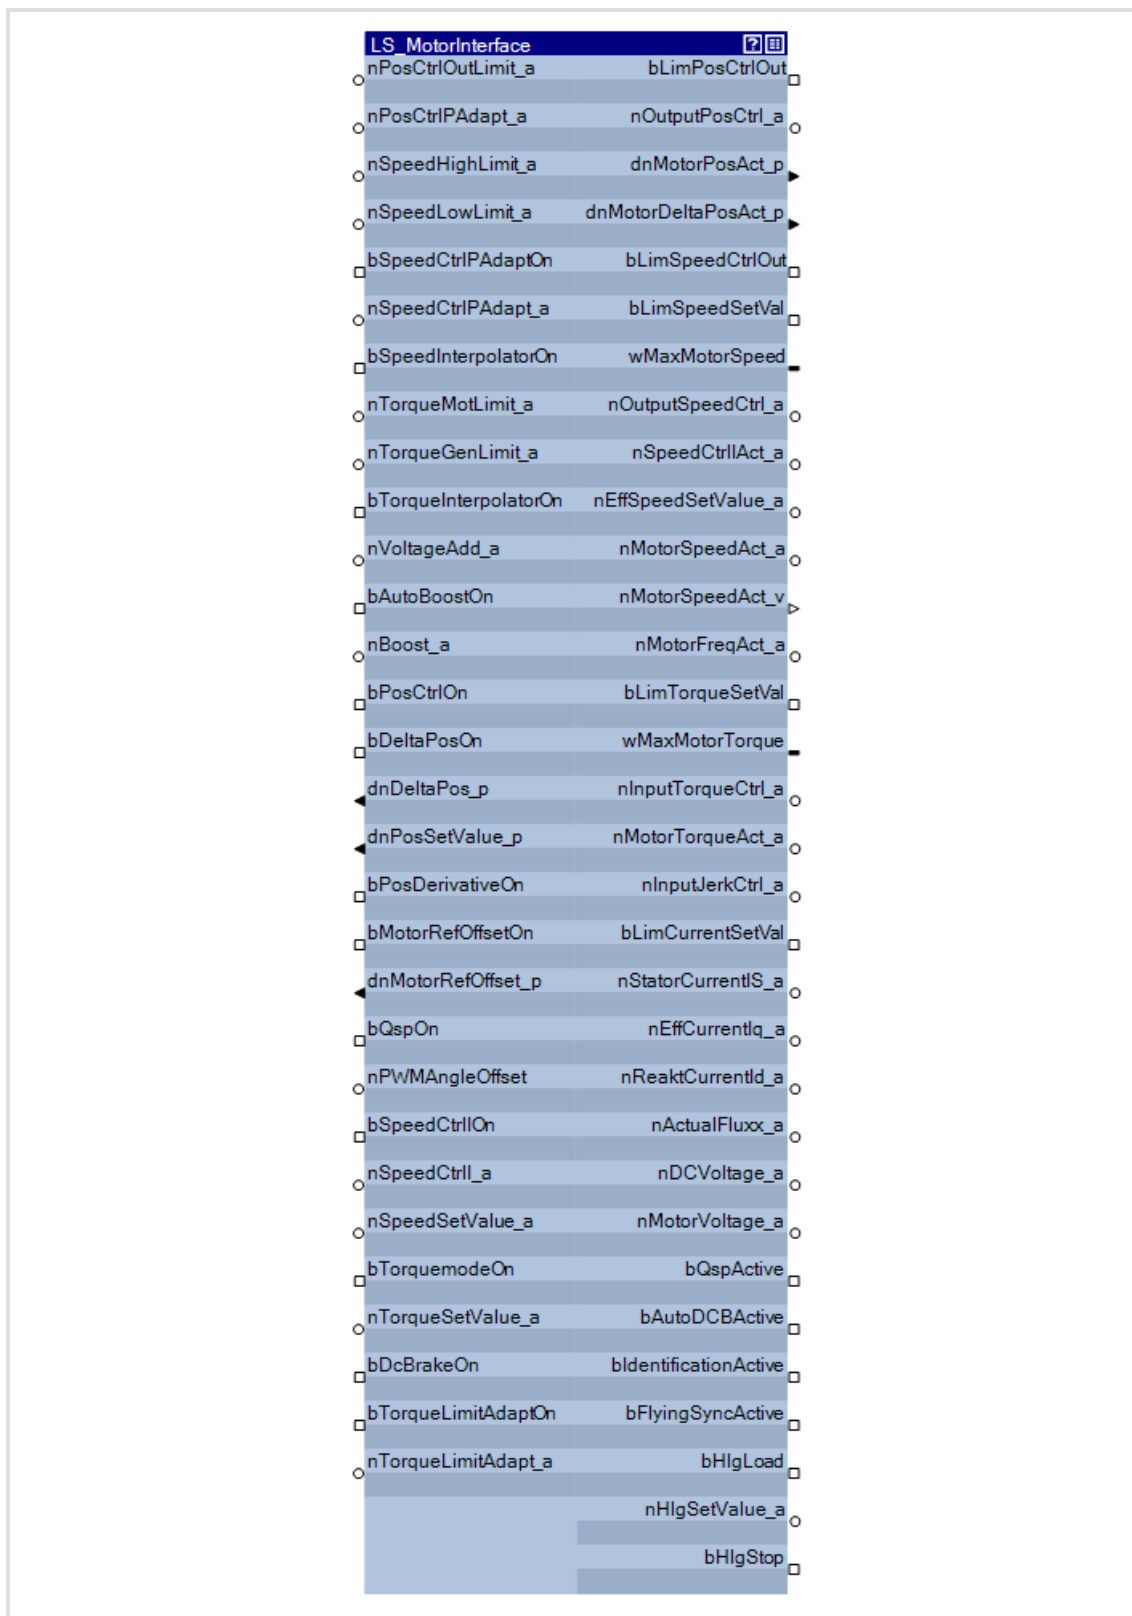 LS_MotorInterface
nPosCtrlOutLimit_a bLimPosCtrlOut
nPosCtrlPAdapt_a nOutputPosCtrl_a
nSpeedHighLimit_a dnMotorPosAct_p
nSpeedLowLimit_a dnMotorDeltaPosAct_p
bSpeedCtrlPAdaptOn bLimSpeedCtrlOut
nSpeedCtrlPAdapt_a bLimSpeedSetVal
bSpeedInterpolatorOn wMaxMotorSpeed
nTorqueMotLimit_a nOutputSpeedCtrl_a
nTorqueGenLimit_a nSpeedCtrlIAct_a
bTorqueInterpolatorOn nEffSpeedSetValue_a
nVoltageAdd_a nMotorSpeedAct_a
bAutoBoostOn nMotorSpeedAct_v
nBoost_a nMotorFreqAct_a
bPosCtrlOn bLimTorqueSetVal
bDeltaPosOn wMaxMotorTorque
dnDeltaPos_p nInputTorqueCtrl_a
dnPosSetValue_p nMotorTorqueAct_a
bPosDerivativeOn nInputJerkCtrl_a
bMotorRefOffsetOn bLimCurrentSetVal
dnMotorRefOffset_p nStatorCurrentIS_a
bQspOn nEffCurrentIq_a
nPWMAngleOffset nReaktCurrentId_a
bSpeedCtrlIOn nActualFluxx_a
nSpeedCtrlI_a nDCVoltage_a
nSpeedSetValue_a nMotorVoltage_a
bTorquemodeOn bQspActive
nTorqueSetValue_a bAutoDCBActive
bDcBrakeOn bIdentificationActive
bTorqueLimitAdaptOn bFlyingSyncActive
nTorqueLimitAdapt_a bHlgLoad
nHlgSetValue_a
bHlgStop